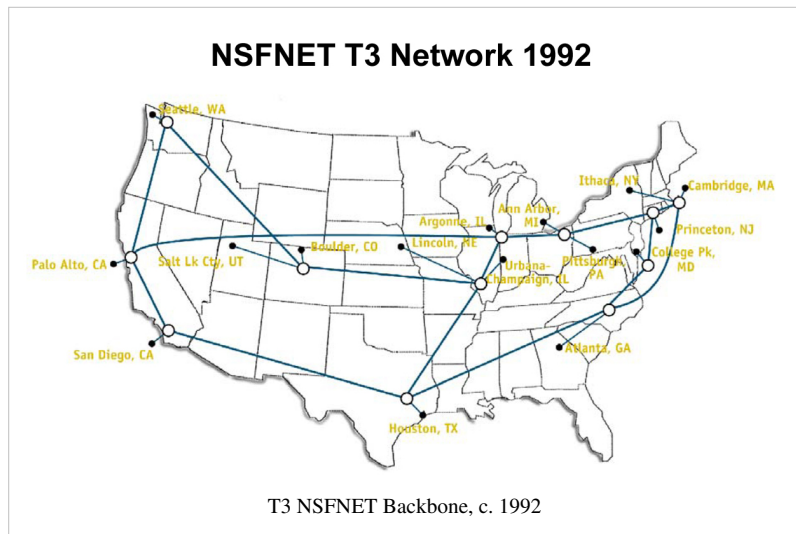 NSFNET T3 Network 1992
Seattle, WA
Ithaca, NY
Cambridge, MA
Ann Arbor,
MI
Argonne, IL
Princeton, NJ
Boulder, CO
Lincoln, NE
Salt Lk Cty, UT
Palo Alto, CA
Urbana-
Champaign, IL
Pittsburgh,
PA
College Pk,
MD
San Diego, CA
Atlanta, GA
Houston, TX
T3 NSFNET Backbone, c. 1992